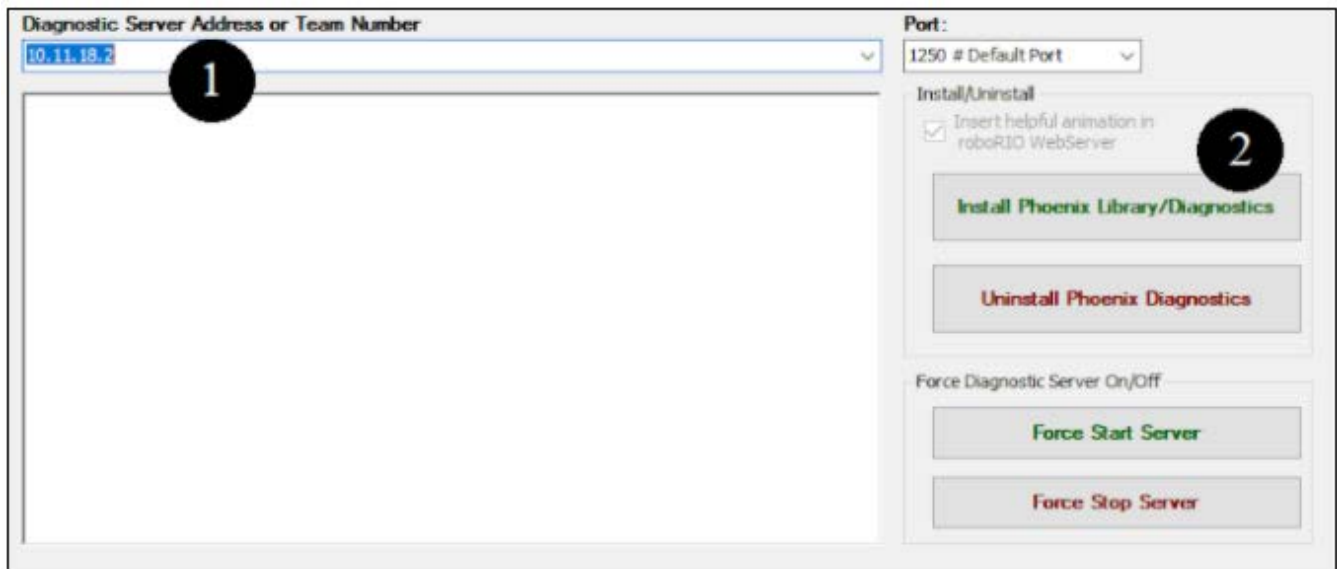 Diagnostic Server Address or Team Number
10.11.18.2
1
Port:
1250 # Default Port
Install/Uninstall
Insert helpful animation in
roboRIO WebServer
2
Install Phoenix Library/Diagnostics
Uninstall Phoenix Diagnostics
Force Diagnostic Server On/Off
Force Start Server
Force Stop Server